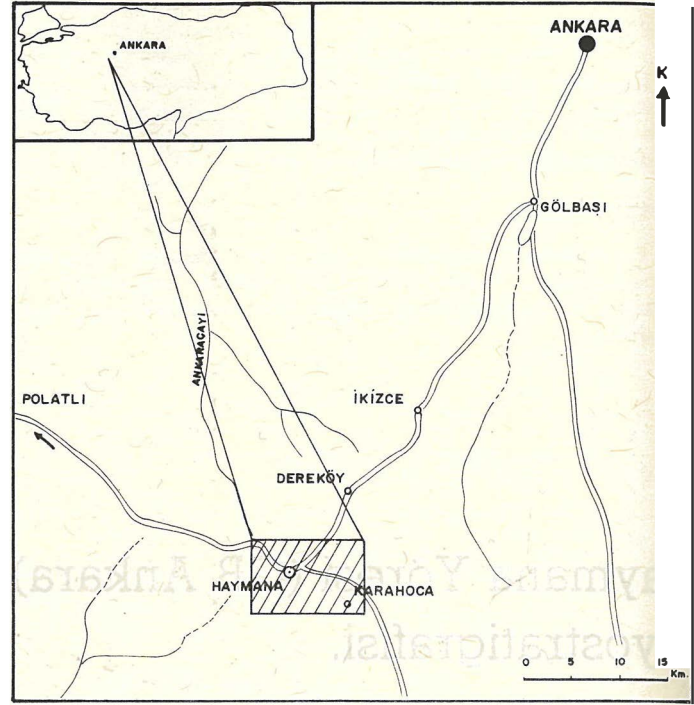 ANKARA
ANKARA
K
GÖLBAŞI
ANKARAÇAYI
POLATLI
İKİZCE
DEREKÖY
HAYMANA
KARAHOCA
0 5 10 15
Km.